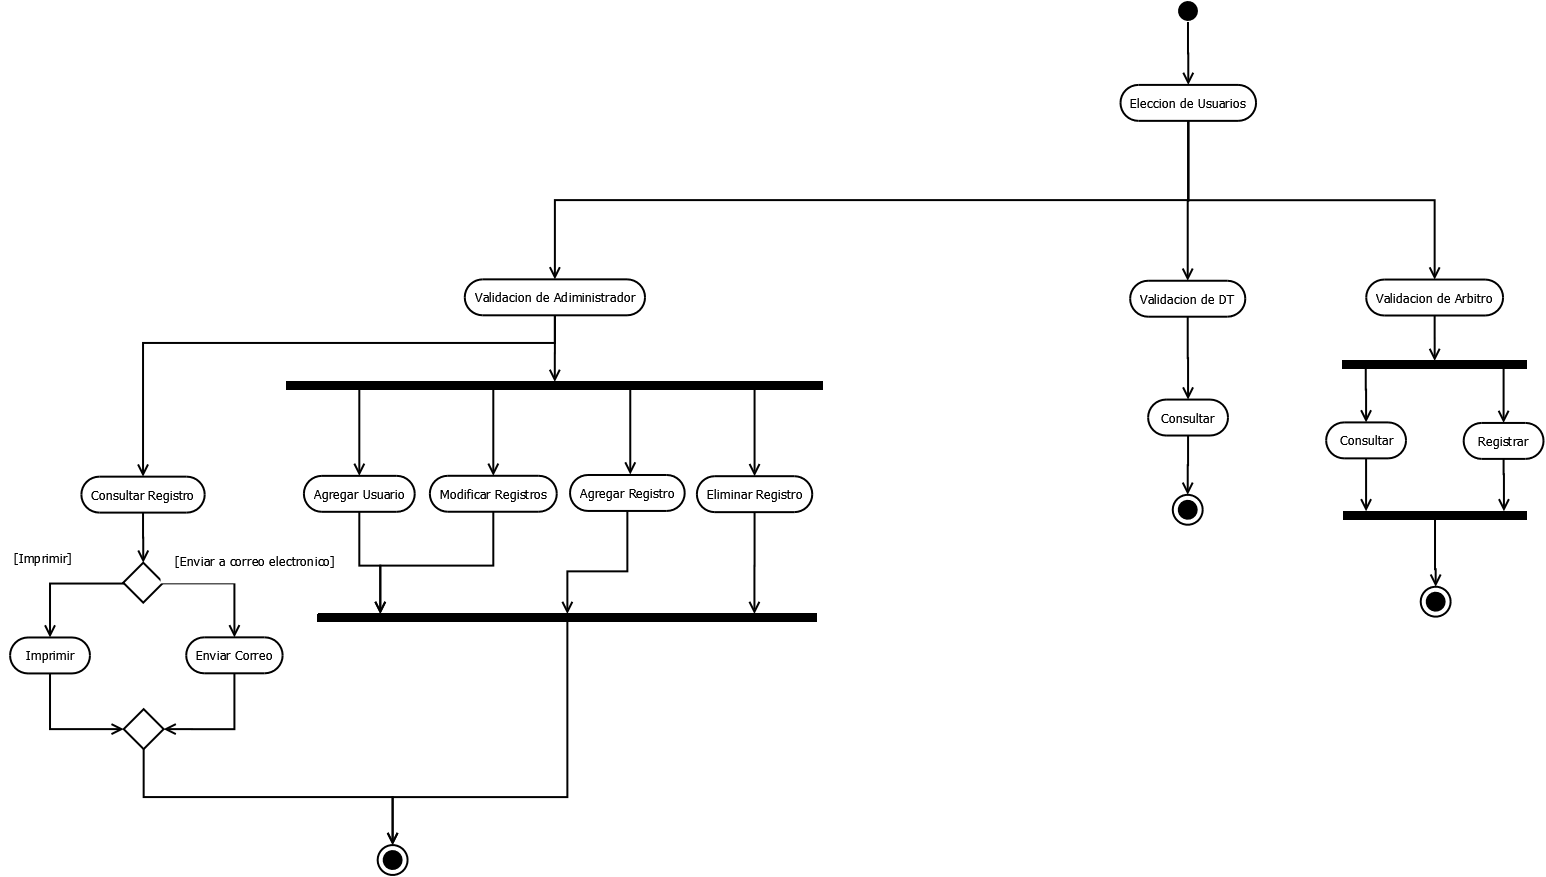 Eleccion de Usuarios
Validacion de Adiministrador
Validacion de DT
Validacion de Arbitro
Consultar
Consultar
Registrar
Consultar Registro
Agregar Usuario
Modificar Registros
Agregar Registro
Eliminar Registro
[Imprimir]
[Enviar a correo electronico]
Imprimir
Enviar Correo